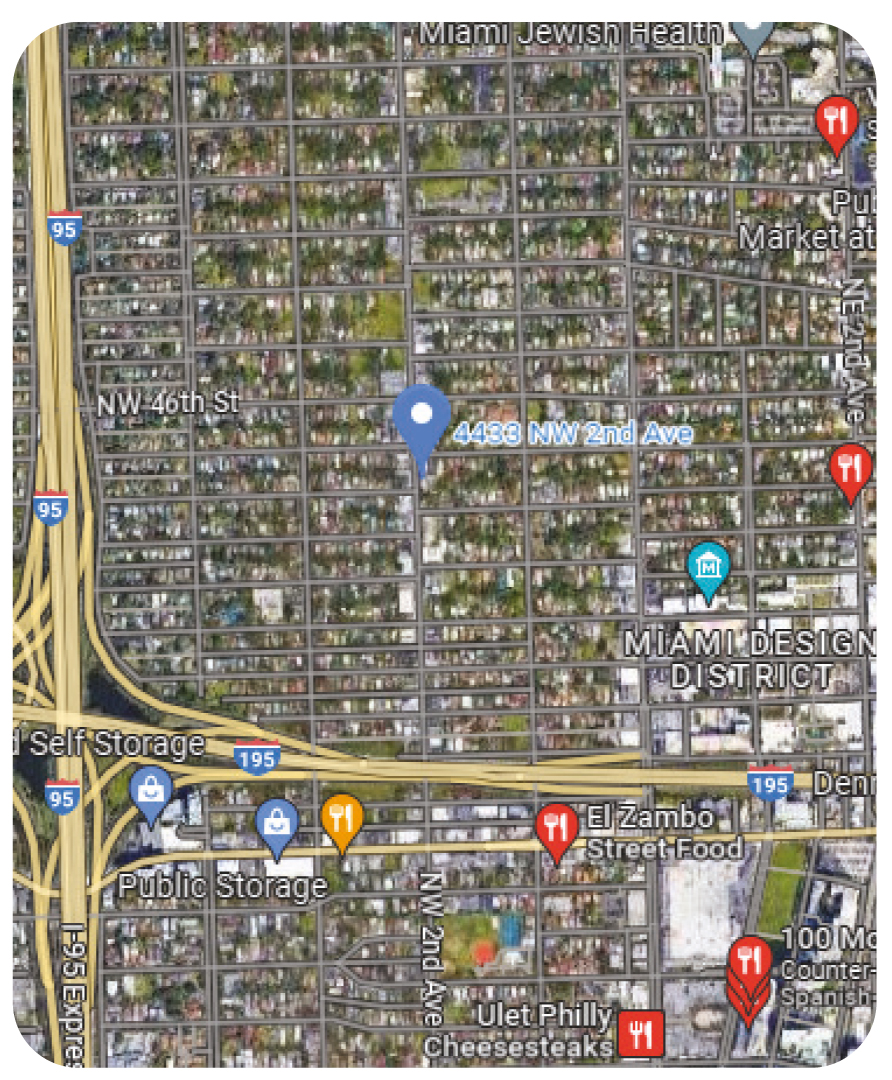 Miami Jewish Health
95
Market at
NE 2nd Ave
NW 46th St
4433 NW 2nd Ave
95
M
MIAMI DESIGN
DISTRICT
d Self Storage
195
95
195
El Zambo
Street Food
Public Storage
NW 2nd Ave
I-95 Expres
100 Mo
Counter-
Spanish-
Ulet Philly
Cheesesteaks